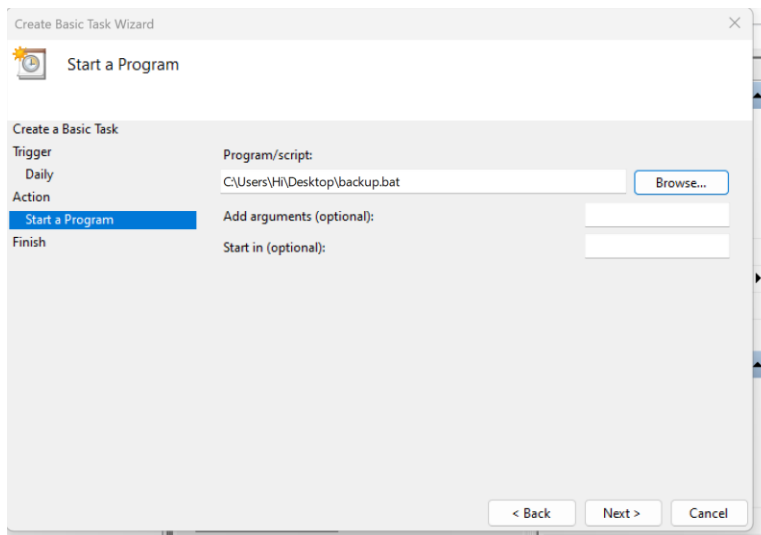 Create Basic Task Wizard
Start a Program
Create a Basic Task
Trigger
Daily
Action
Start a Program
Finish
Program/script:
C:\Users\Hi\Desktop\backup.bat
Browse...
Add arguments (optional):
Start in (optional):
< Back
Next >
Cancel